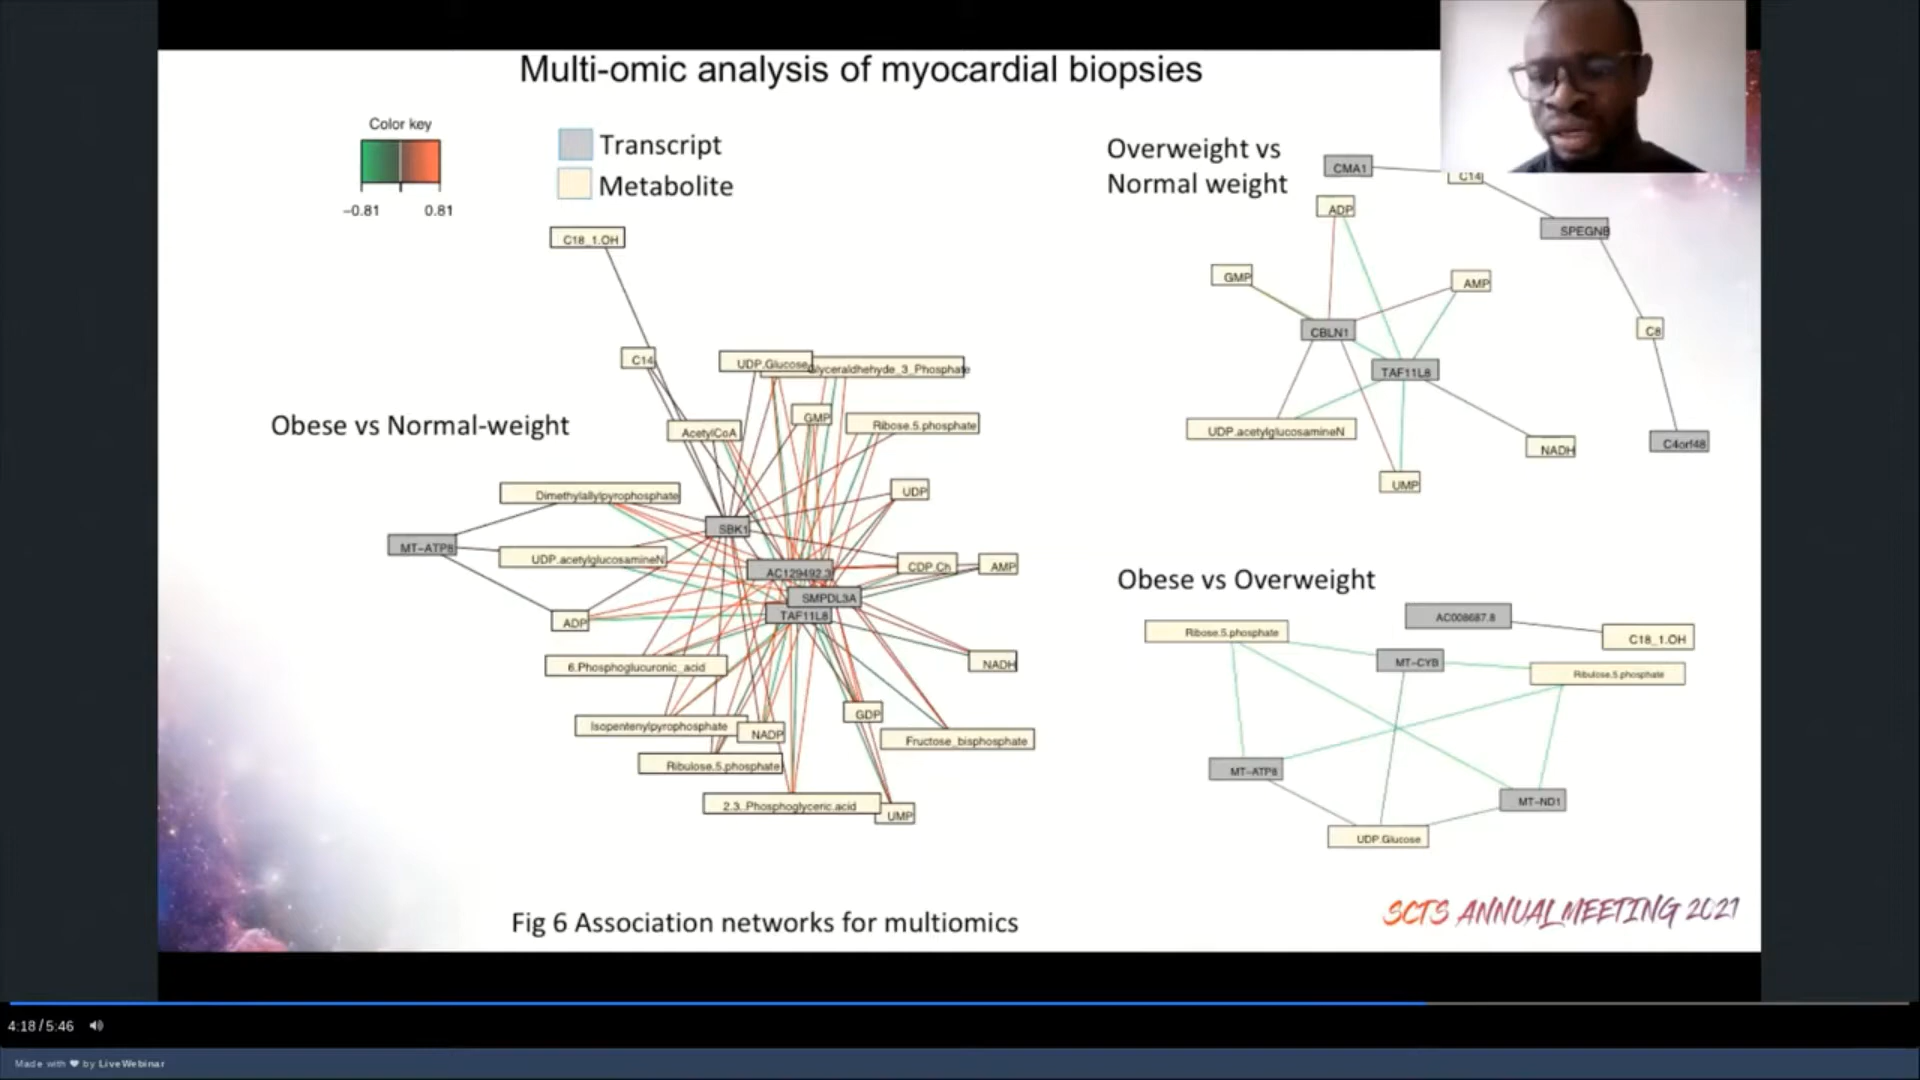 Multi-omic analysis of myocardial biopsies
Color key
−0.81
0.81
Transcript
Metabolite
Obese vs Normal-weight
C18_1.OH
C14
UDP.Glucose
Glyceraldhehyde_3_Phosphate
GMP
Ribose.5.phosphate
AcetylCoA
Dimethylallylpyrophosphate
UDP
SBK1
MT−ATP8
UDP.acetylglucosamineN
AC129492.3
CDP.Ch
AMP
SMPDL3A
TAF11L8
ADP
6.Phosphoglucuronic_acid
NADH
GDP
Isopentenylpyrophosphate
NADP
Fructose_bisphosphate
Ribulose.5.phosphate
2.3..Phosphoglyceric.acid
UMP
Overweight vs
Normal weight
CMA1
C14
ADP
SPEGNB
GMP
AMP
CBLN1
C8
TAF11L8
UDP.acetylglucosamineN
NADH
C4orf48
UMP
Obese vs Overweight
AC008687.8
Ribose.5.phosphate
C18_1.OH
MT−CYB
Ribulose.5.phosphate
MT−ATP8
MT−ND1
UDP.Glucose
Fig 6 Association networks for multiomics
SCTS ANNUAL MEETING 2021
4:18 / 5:46
Made with ❤ by LiveWebinar